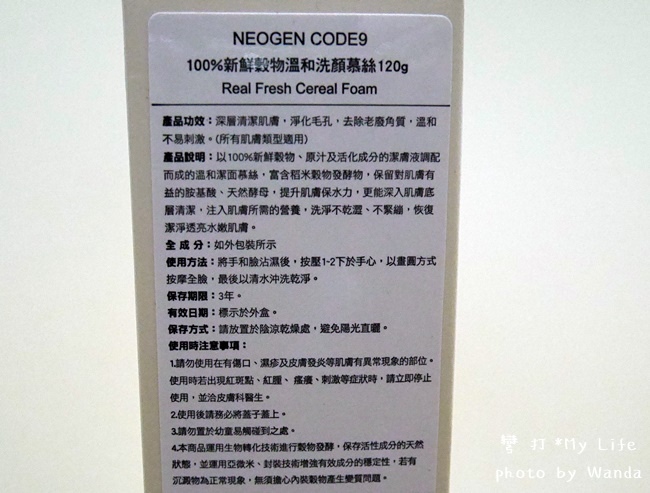 NEOGEN CODE9
100%新鮮穀物溫和洗顏慕絲120g
Real Fresh Cereal Foam
產品功效：深層清潔肌膚，淨化毛孔，去除老廢角質，溫和
不易刺激。(所有肌膚類型適用)
產品說明：以100%新鮮穀物、原汁及活化成分的潔膚液調配
而成的溫和潔面慕絲，富含稻米穀物發酵物，保留對肌膚有
益的胺基酸、天然酵母，提升肌膚保水力，更能深入肌膚底
層清潔，注入肌膚所需的營養，洗淨不乾澀、不緊繃，恢復
潔淨透亮水嫩肌膚。
全 成 分：如外包裝所示
使用方法：將手和臉沾濕後，按壓1-2下於手心，以畫圓方式
按摩全臉，最後以清水沖洗乾淨。
保存期限：3年。
有效日期：標示於外盒。
保存方式：請放置於陰涼乾燥處，避免陽光直曬。
使用時注意事項：
1.請勿使用在有傷口、濕疹及皮膚發炎等肌膚有異常現象的部位。
使用時若出現紅斑點、紅腫、 瘙癢、刺激等症狀時，請立即停止
使用，並洽皮膚科醫生。
2.使用後請務必將蓋子蓋上。
3.請勿置於幼童易觸碰到之處。
4.本商品運用生物轉化技術進行穀物發酵，保存活性成分的天然
狀態，並運用亞微米、封裝技術增強有效成分的穩定性，若有
沉澱物為正常現象，無須擔心內裝穀物產生變質問題。
打 *My Life
photo by Wanda